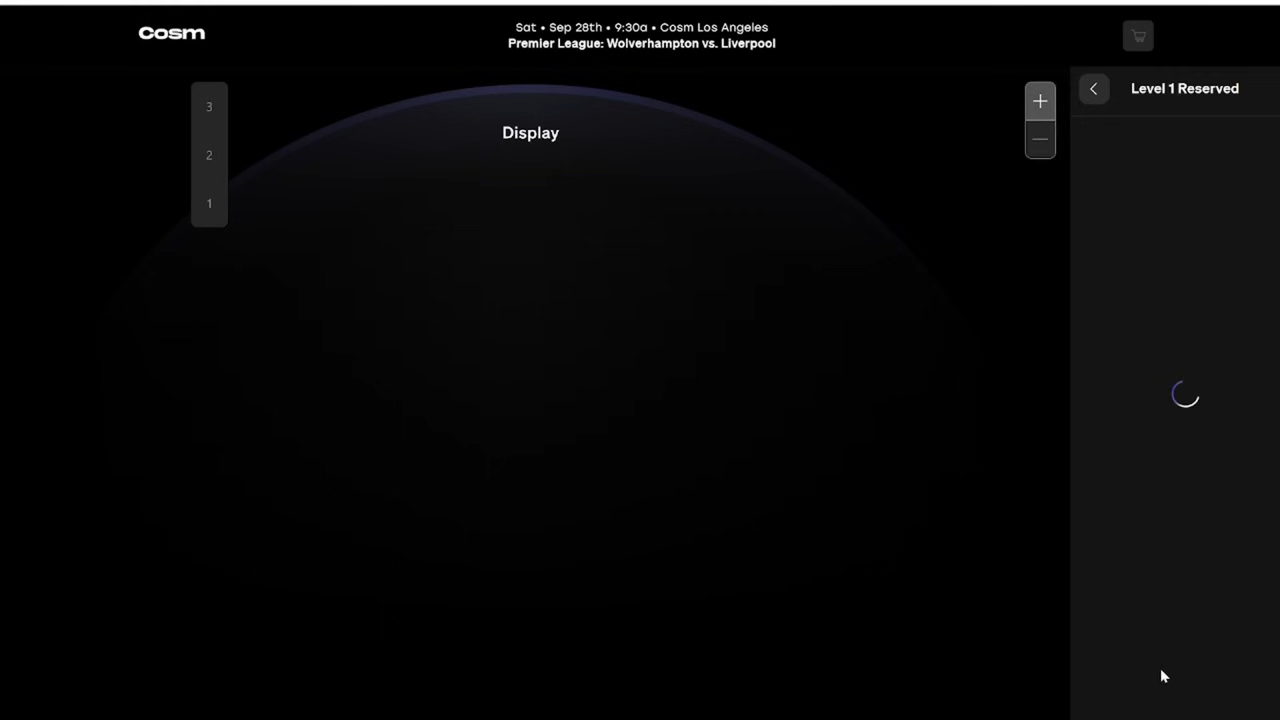 Cosm
Sat • Sep 28th • 9:30a • Cosm Los Angeles
Premier League: Wolverhampton vs. Liverpool
Level 1 Reserved
3
2
1
Display